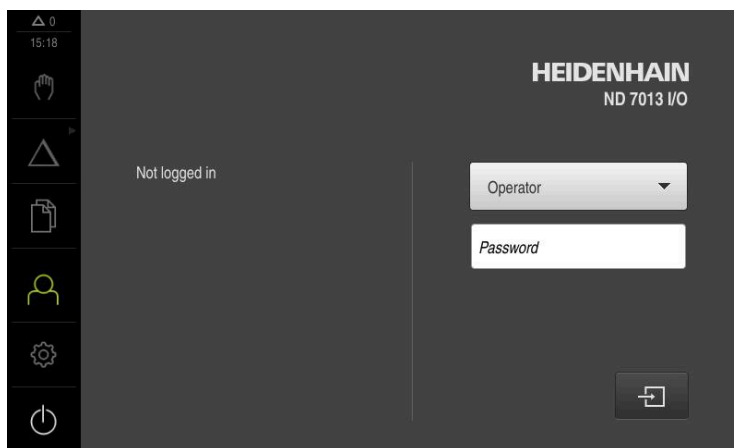 0
15:18
HEIDENHAIN
ND 7013 I/O
Not logged in
Operator
Password